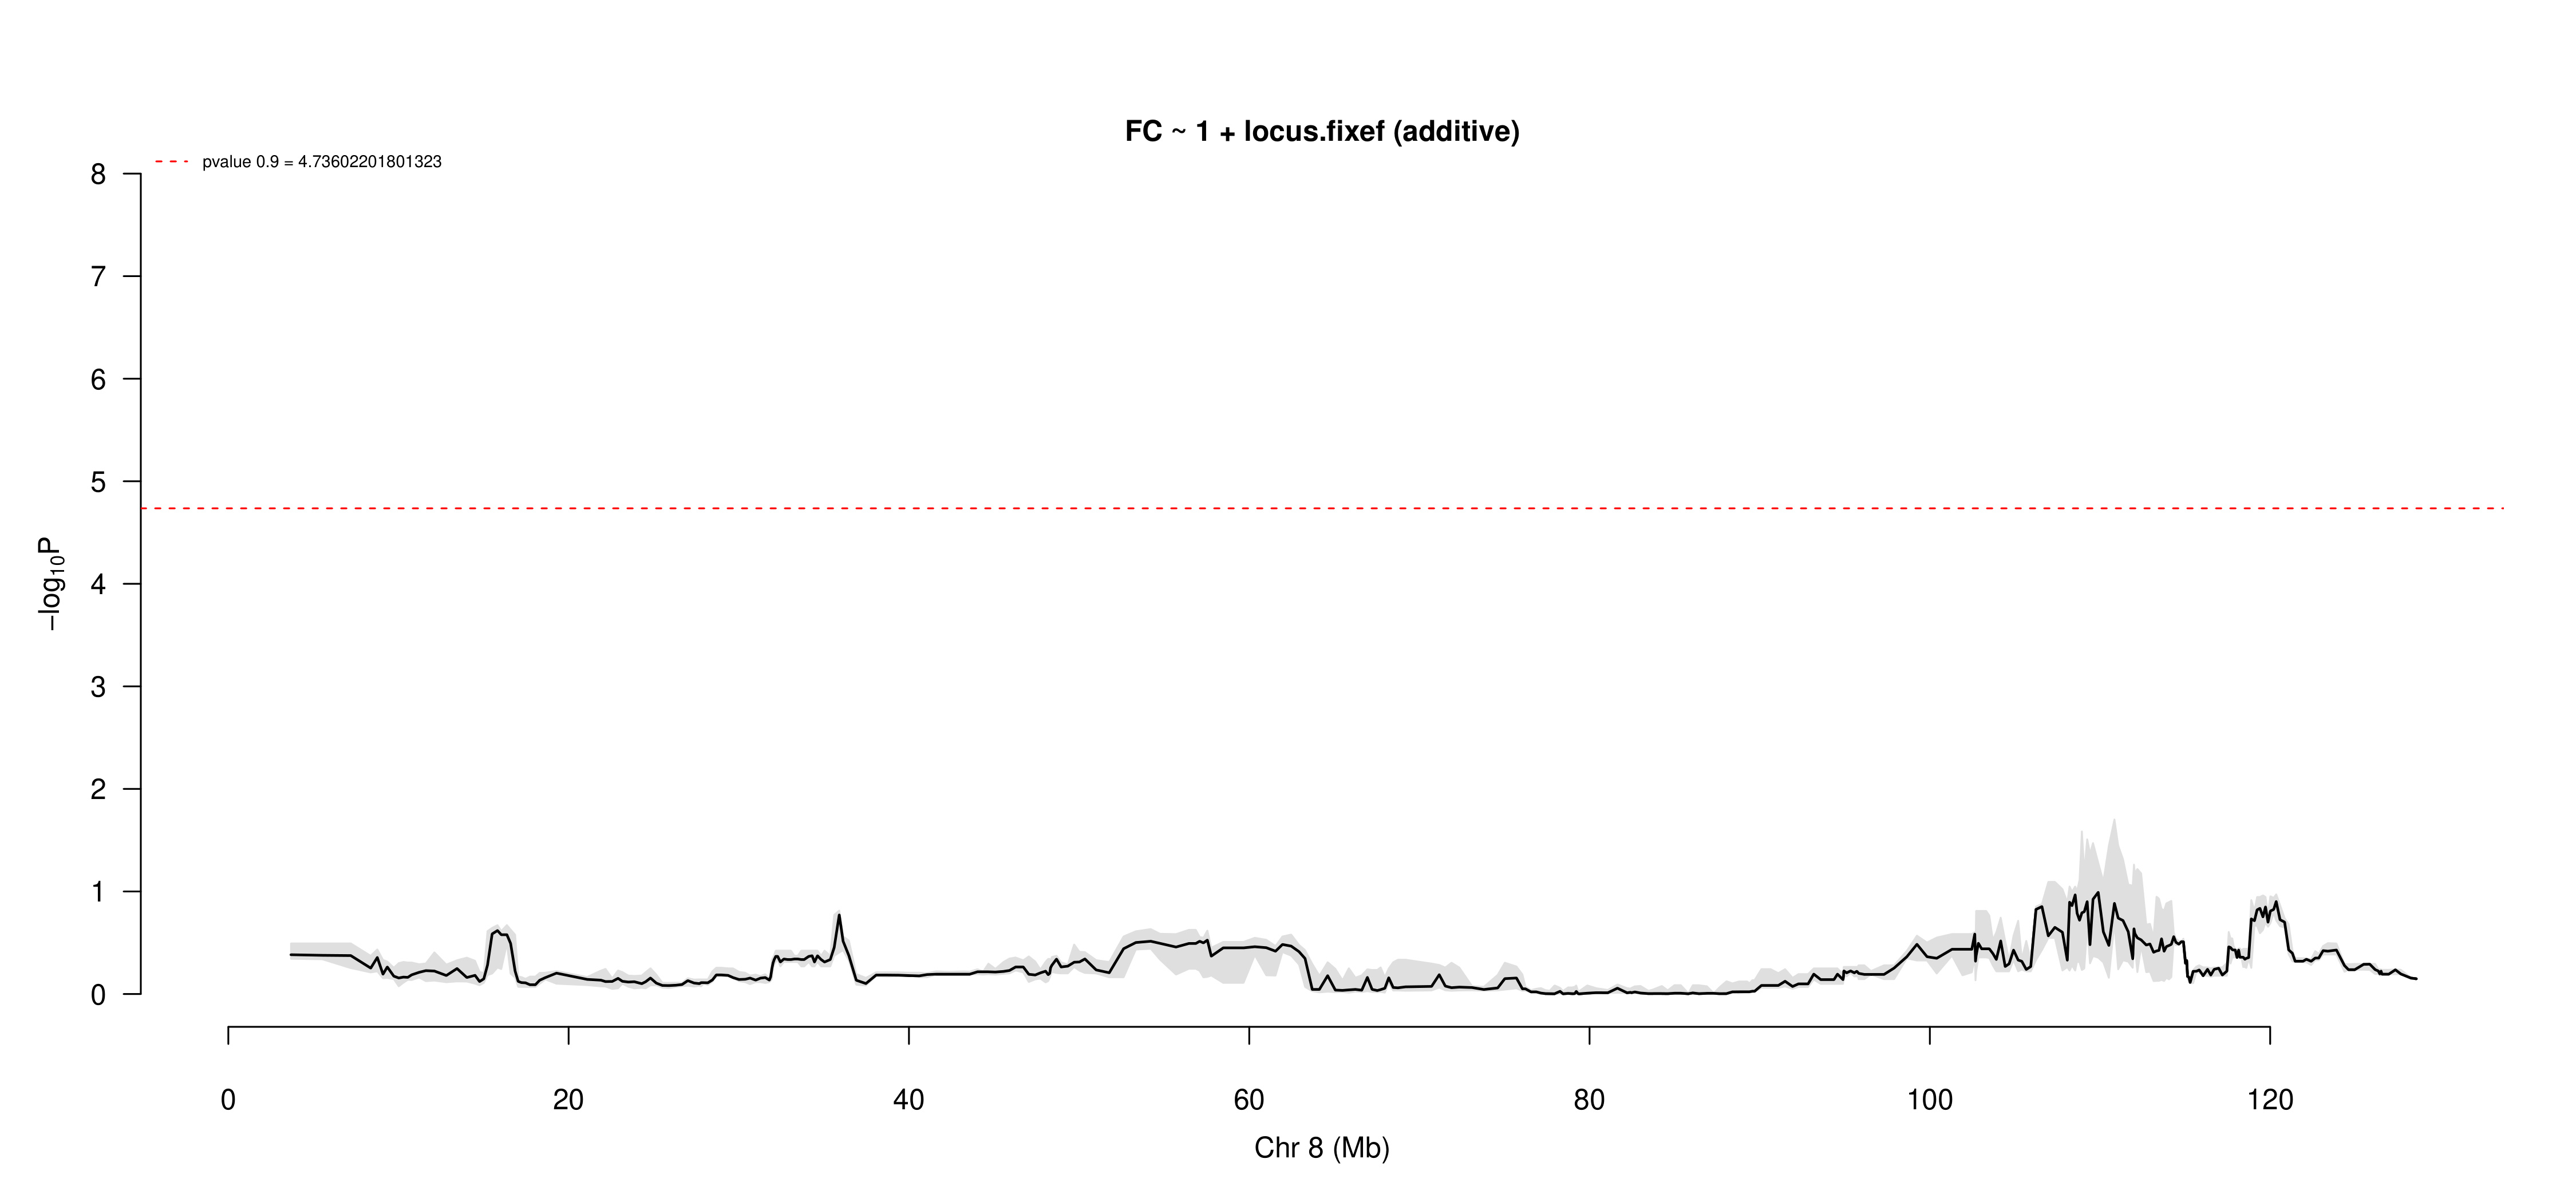 FC ~ 1 + locus.fixef (additive)
pvalue 0.9 = 4.73602201801323
8
7
6
5
4
3
2
1
0
−log10P
0 20 40 60 80 100 120
Chr 8 (Mb)